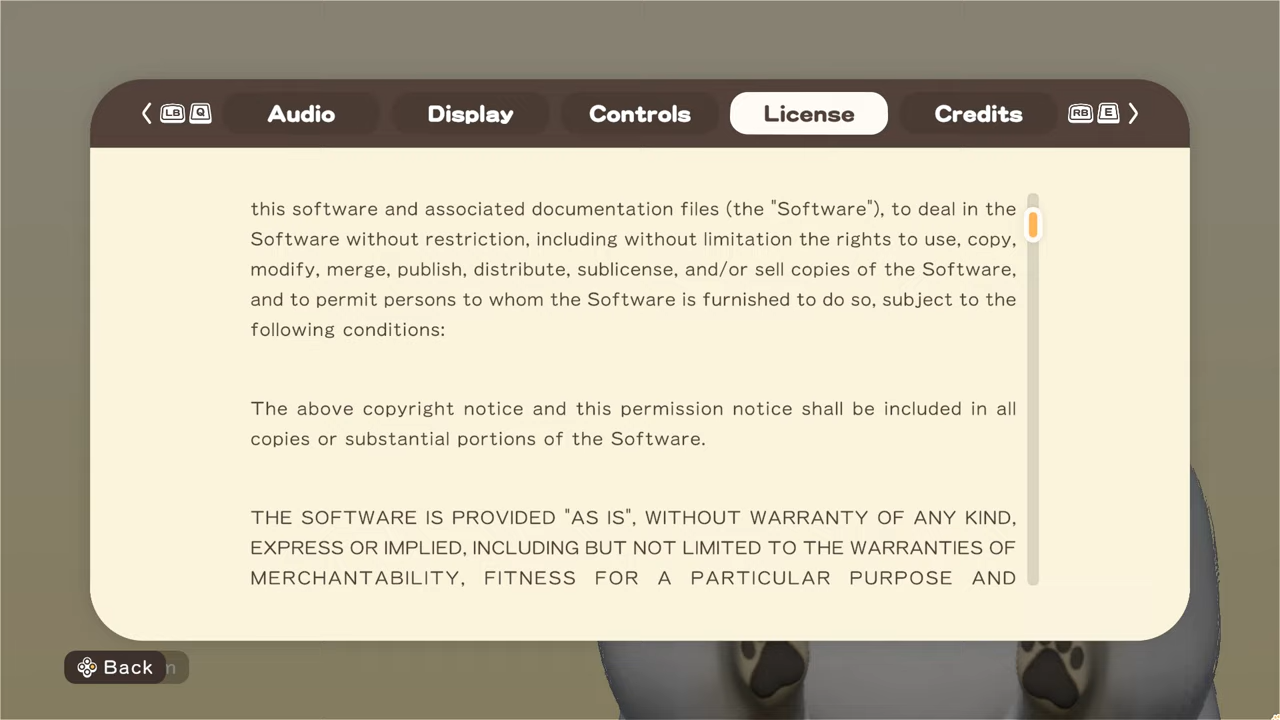 LB Q Audio Display Controls License Credits RB E
this software and associated documentation files (the "Software"), to deal in the
Software without restriction, including without limitation the rights to use, copy,
modify, merge, publish, distribute, sublicense, and/or sell copies of the Software,
and to permit persons to whom the Software is furnished to do so, subject to the
following conditions:
The above copyright notice and this permission notice shall be included in all
copies or substantial portions of the Software.
THE SOFTWARE IS PROVIDED "AS IS", WITHOUT WARRANTY OF ANY KIND,
EXPRESS OR IMPLIED, INCLUDING BUT NOT LIMITED TO THE WARRANTIES OF
MERCHANTABILITY, FITNESS FOR A PARTICULAR PURPOSE AND
Back